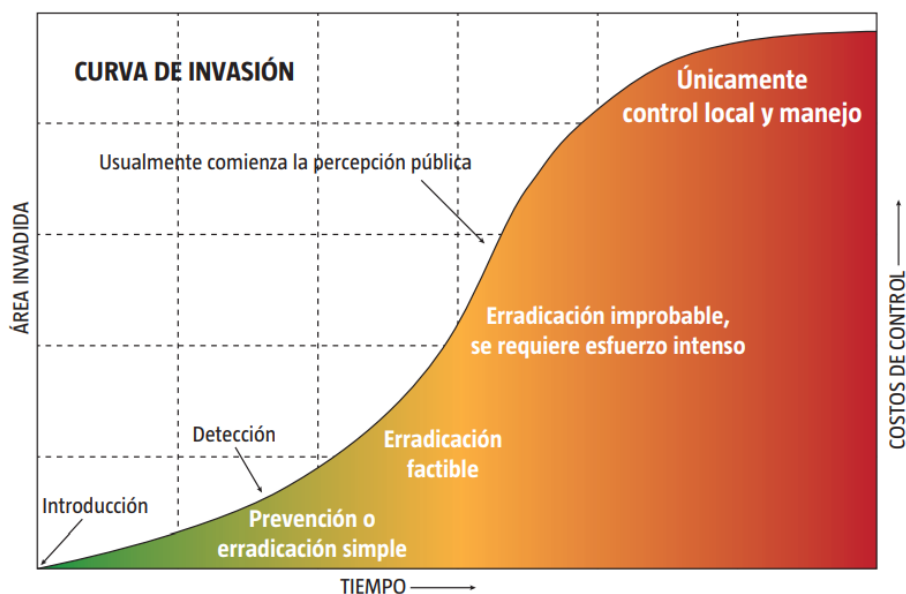 CURVA DE INVASIÓN
Únicamente
control local y manejo
Usualmente comienza la percepción pública
ÁREA INVADIDA
COSTOS DE CONTROL
Erradicación improbable,
se requiere esfuerzo intenso
Detección
Erradicación
factible
Introducción
Prevención o
erradicación simple
TIEMPO